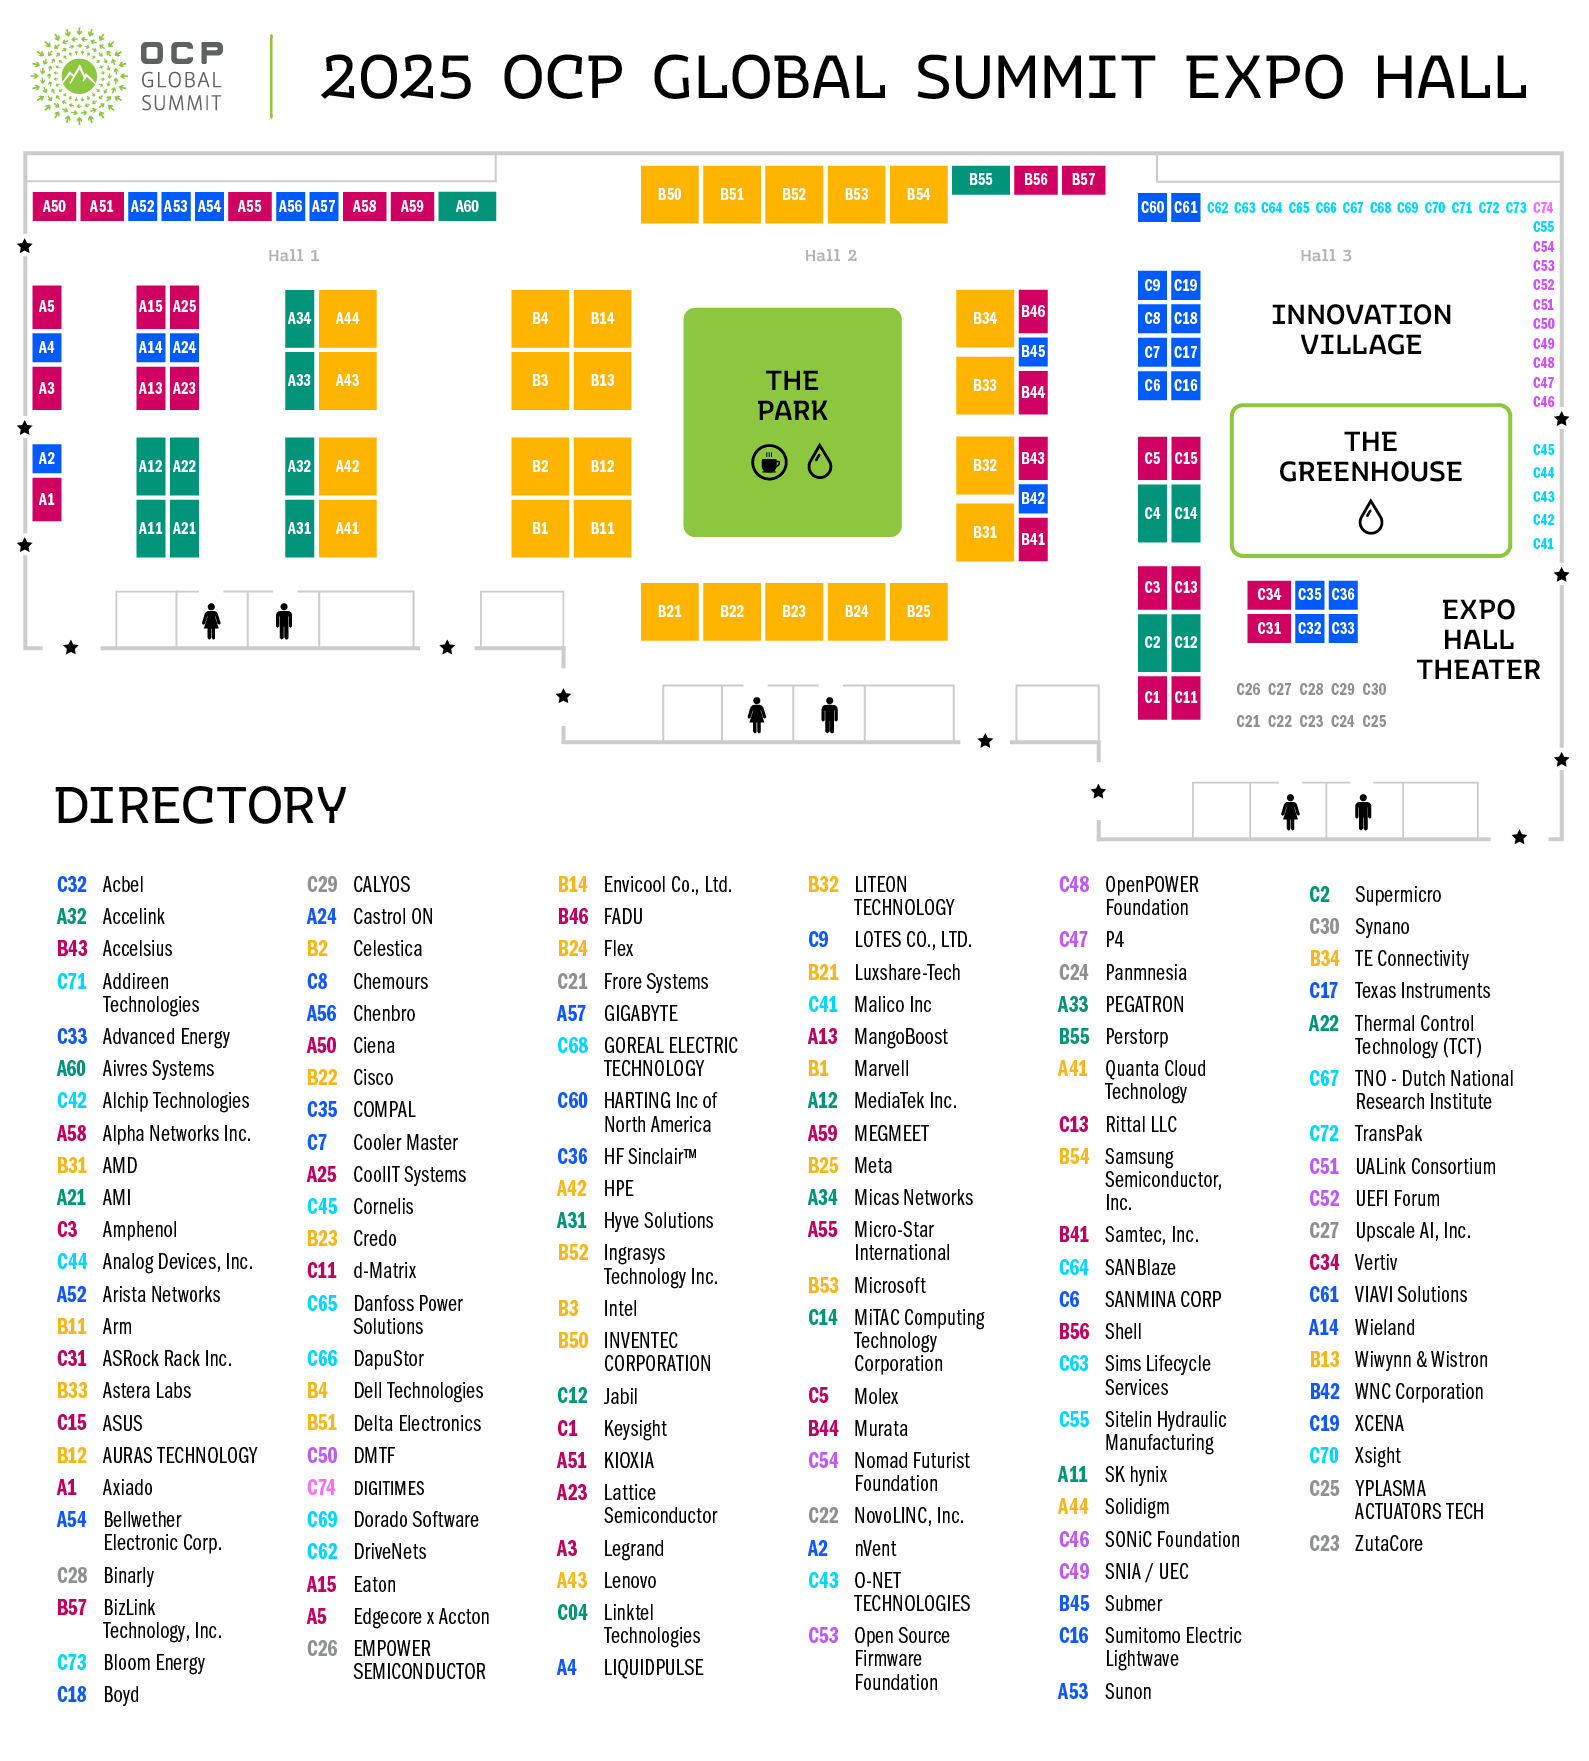 OCP
GLOBAL
SUMMIT
2025 OCP GLOBAL SUMMIT EXPO HALL
A50 A51 A52 A53 A54 A55 A56 A57 A58 A59 A60
B50 B51 B52 B53 B54 B55 B56 B57
C60 C61 C62 C63 C64 C65 C66 C67 C68 C69 C70 C71 C72 C73 C74
C55
C54
C53
C52
C51
C50
C49
C48
C47
C46
C45
C44
C43
C42
C41
Hall 1
Hall 2
Hall 3
A5
A4
A3
A2
A1
A15 A25
A14 A24
A13 A23
A12 A22
A11 A21
A34 A44
A33 A43
A32 A42
A31 A41
B4 B14
B3 B13
B2 B12
B1 B11
THE
PARK
B21 B22 B23 B24 B25
B34 B46
B45
B33 B44
B32 B43
B42
B31 B41
C9 C19
C8 C18
C7 C17
C6 C16
C5 C15
C4 C14
C3 C13
C2 C12
C1 C11
INNOVATION
VILLAGE
THE
GREENHOUSE
C34 C35 C36
C31 C32 C33
C26 C27 C28 C29 C30
C21 C22 C23 C24 C25
EXPO
HALL
THEATER
DIRECTORY
C32 Acbel
A32 Accelink
B43 Accelsius
C71 Addireen
Technologies
C33 Advanced Energy
A60 Aivres Systems
C42 Alchip Technologies
A58 Alpha Networks Inc.
B31 AMD
A21 AMI
C3 Amphenol
C44 Analog Devices, Inc.
A52 Arista Networks
B11 Arm
C31 ASRock Rack Inc.
B33 Astera Labs
C15 ASUS
B12 AURAS TECHNOLOGY
A1 Axiado
A54 Bellwether
Electronic Corp.
C28 Binarly
B57 BizLink
Technology, Inc.
C73 Bloom Energy
C18 Boyd
C29 CALYOS
A24 Castrol ON
B2 Celestica
C8 Chemours
A56 Chenbro
A50 Ciena
B22 Cisco
C35 COMPAL
C7 Cooler Master
A25 CoolIT Systems
C45 Cornelis
B23 Credo
C11 d-Matrix
C65 Danfoss Power
Solutions
C66 DapuStor
B4 Dell Technologies
B51 Delta Electronics
C50 DMTF
C74 DIGITIMES
C69 Dorado Software
C62 DriveNets
A15 Eaton
A5 Edgecore x Accton
C26 EMPOWER
SEMICONDUCTOR
B14 Envicool Co., Ltd.
B46 FADU
B24 Flex
C21 Frore Systems
A57 GIGABYTE
C68 GOREAL ELECTRIC
TECHNOLOGY
C60 HARTING Inc of
North America
C36 HF Sinclair™
A42 HPE
A31 Hyve Solutions
B52 Ingrasys
Technology Inc.
B3 Intel
B50 INVENTEC
CORPORATION
C12 Jabil
C1 Keysight
A51 KIOXIA
A23 Lattice
Semiconductor
A3 Legrand
A43 Lenovo
C04 Linktel
Technologies
A4 LIQUIDPULSE
B32 LITEON
TECHNOLOGY
C9 LOTES CO., LTD.
B21 Luxshare-Tech
C41 Malico Inc
A13 MangoBoost
B1 Marvell
A12 MediaTek Inc.
A59 MEGMEET
B25 Meta
A34 Micas Networks
A55 Micro-Star
International
B53 Microsoft
C14 MiTAC Computing
Technology
Corporation
C5 Molex
B44 Murata
C54 Nomad Futurist
Foundation
C22 NovoLINC, Inc.
A2 nVent
C43 O-NET
TECHNOLOGIES
C53 Open Source
Firmware
Foundation
C48 OpenPOWER
Foundation
C47 P4
C24 Panmnesia
A33 PEGATRON
B55 Perstorp
A41 Quanta Cloud
Technology
C13 Rittal LLC
B54 Samsung
Semiconductor,
Inc.
B41 Samtec, Inc.
C64 SANBlaze
C6 SANMINA CORP
B56 Shell
C63 Sims Lifecycle
Services
C55 Sitelin Hydraulic
Manufacturing
A11 SK hynix
A44 Solidigm
C46 SONiC Foundation
C49 SNIA / UEC
B45 Submer
C16 Sumitomo Electric
Lightwave
A53 Sunon
C2 Supermicro
C30 Synano
B34 TE Connectivity
C17 Texas Instruments
A22 Thermal Control
Technology (TCT)
C67 TNO - Dutch National
Research Institute
C72 TransPak
C51 UALink Consortium
C52 UEFI Forum
C27 Upscale AI, Inc.
C34 Vertiv
C61 VIAVI Solutions
A14 Wieland
B13 Wiwynn & Wistron
B42 WNC Corporation
C19 XCENA
C70 Xsight
C25 YPLASMA
ACTUATORS TECH
C23 ZutaCore